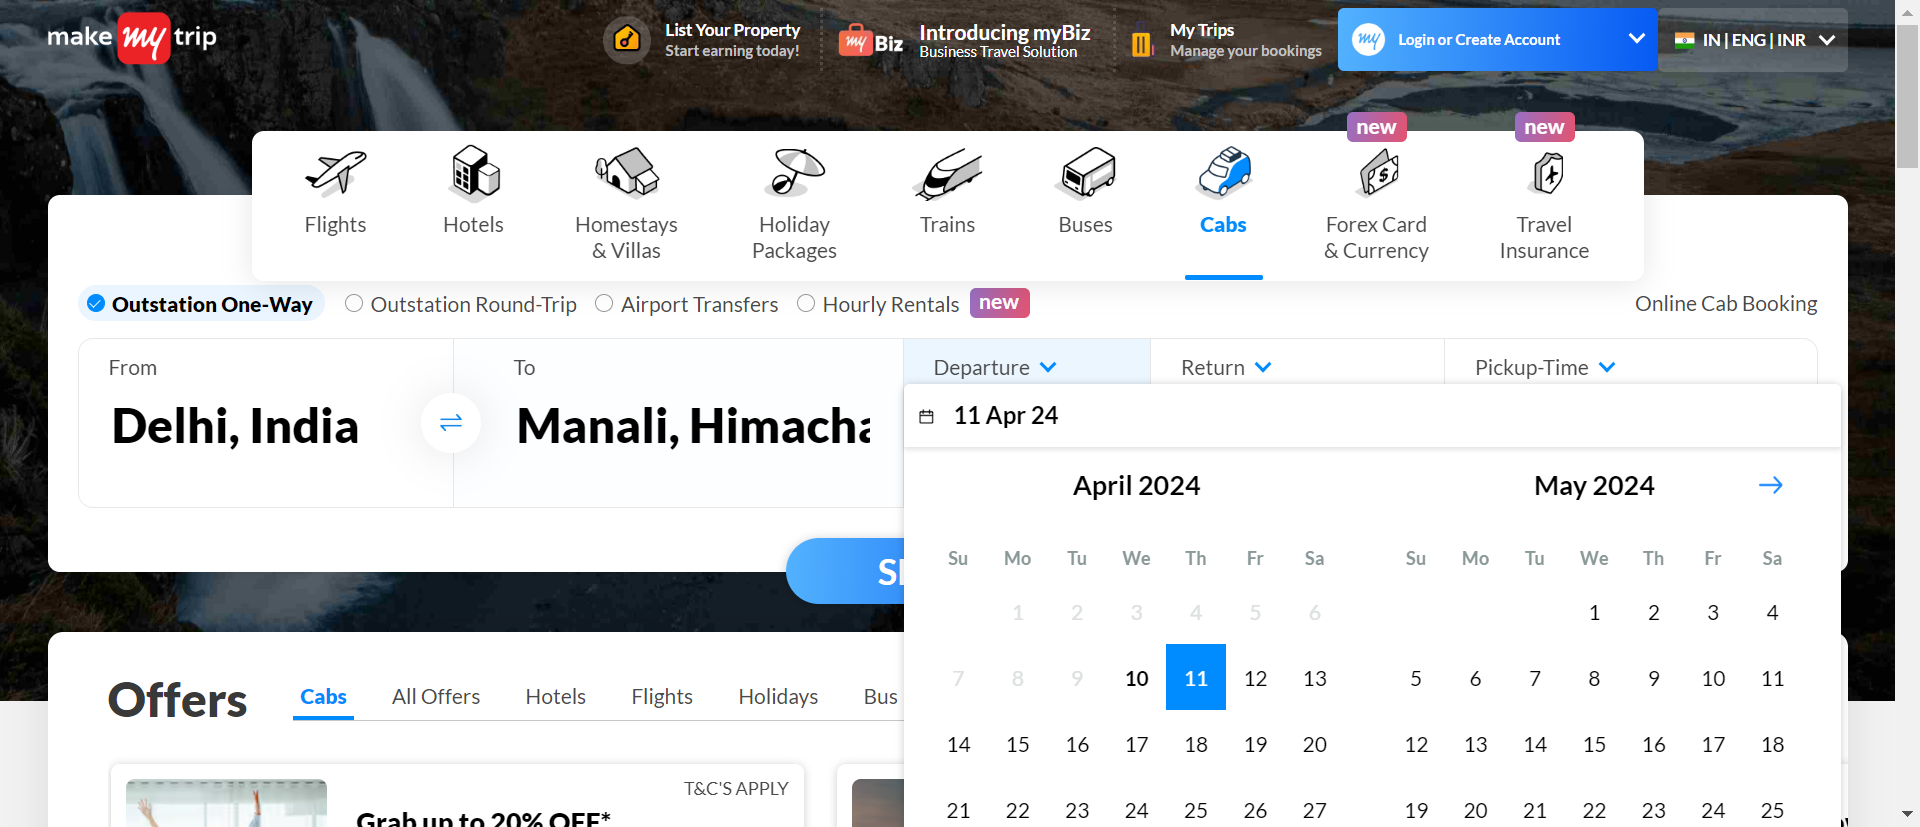 make my trip
List Your Property
Start earning today!
my Biz
Introducing myBiz
Business Travel Solution
My Trips
Manage your bookings
my Login or Create Account
IN | ENG | INR
new
new
Flights
Hotels
Homestays
& Villas
Holiday
Packages
Trains
Buses
Cabs
Forex Card
& Currency
Travel
Insurance
Outstation One-Way
Outstation Round-Trip
Airport Transfers
Hourly Rentals
new
Online Cab Booking
From
To
Departure
Return
Pickup-Time
Delhi, India
Manali, Himacha
11 Apr 24
April 2024
May 2024
Su Mo Tu We Th Fr Sa
Su Mo Tu We Th Fr Sa
1 2 3 4 5 6
1 2 3 4
7 8 9 10 11 12 13
5 6 7 8 9 10 11
14 15 16 17 18 19 20
12 13 14 15 16 17 18
21 22 23 24 25 26 27
19 20 21 22 23 24 25
Offers
Cabs
All Offers
Hotels
Flights
Holidays
Bus
T&C'S APPLY
Grab up to 20% OFF*